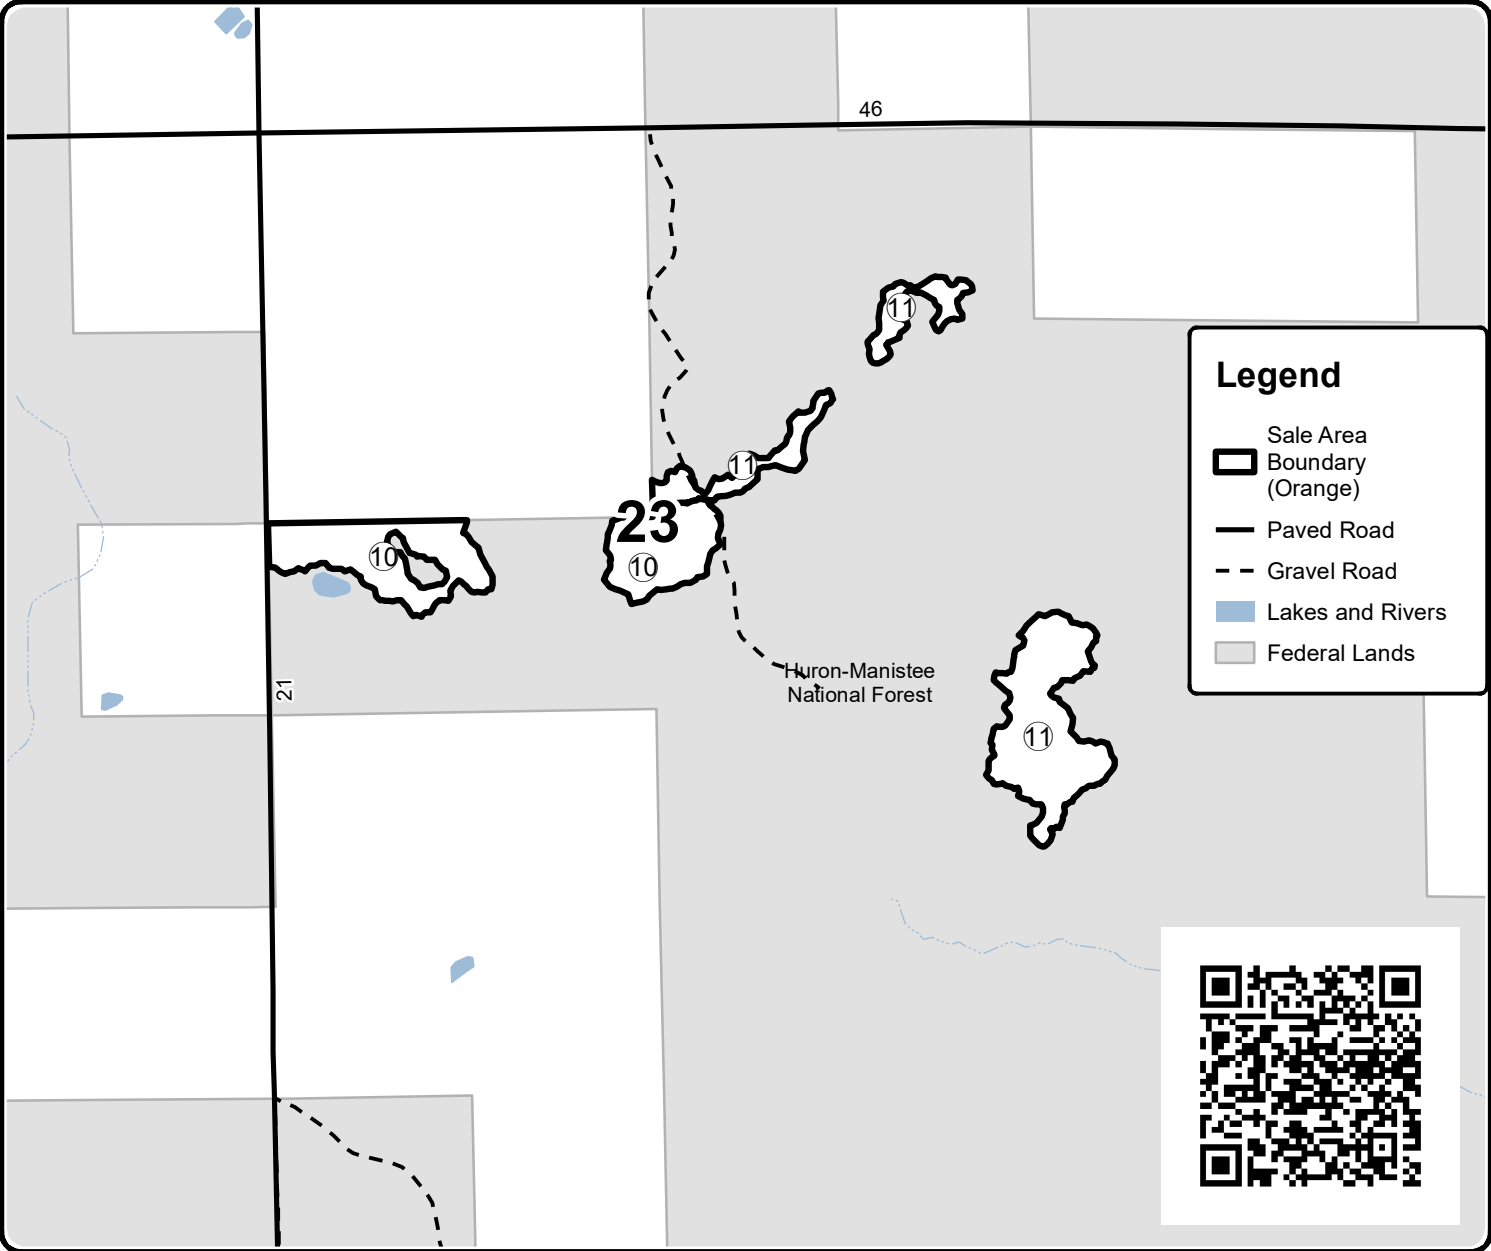 46
11
Legend
Sale Area
Boundary
(Orange)
11
23
Paved Road
10
10
Gravel Road
Lakes and Rivers
Federal Lands
Huron-Manistee
National Forest
21
11